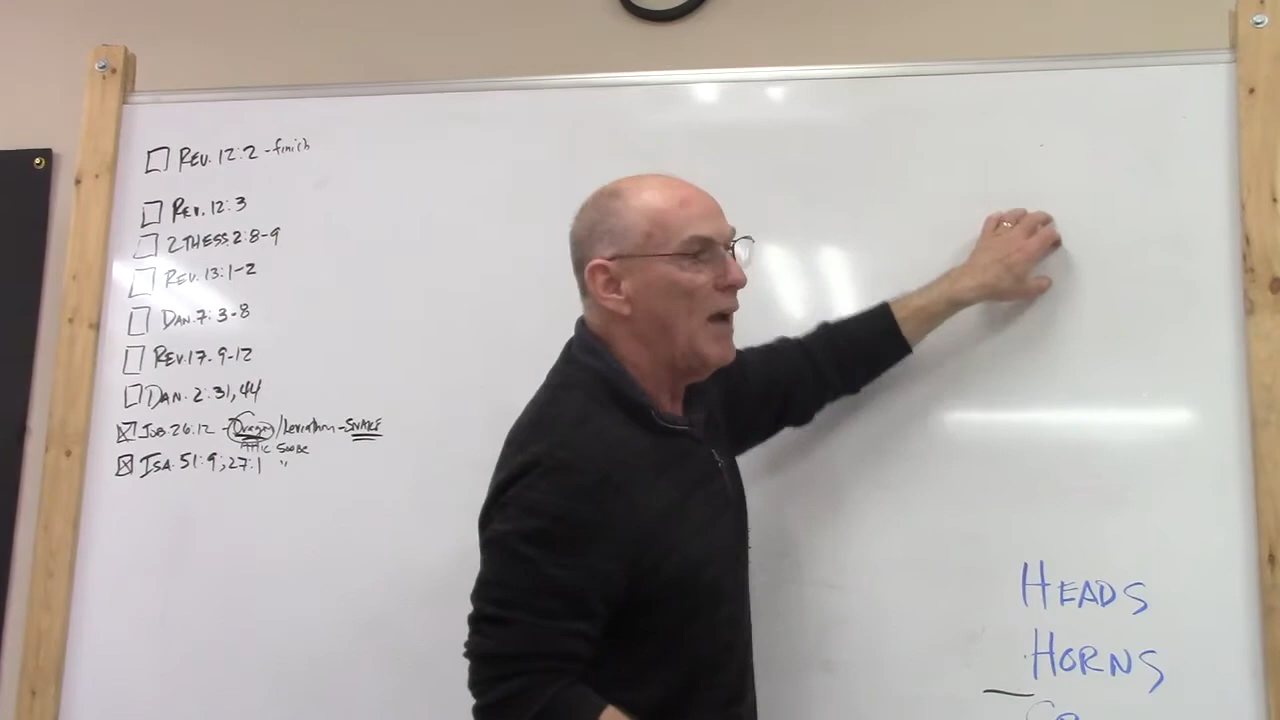 ☐ REV. 12:2 - finish
☐ REV. 12:3
☐ 2 THESS. 2:8-9
☐ REV. 13:1-2
☐ DAN. 7:3-8
☐ REV. 17:9-12
☐ DAN. 2:31,44
☒ JOB. 26:12 - Dragon/Leviathan - SNAKE
☒ ISA. 51:9; 27:1 "
HEADS
HORNS